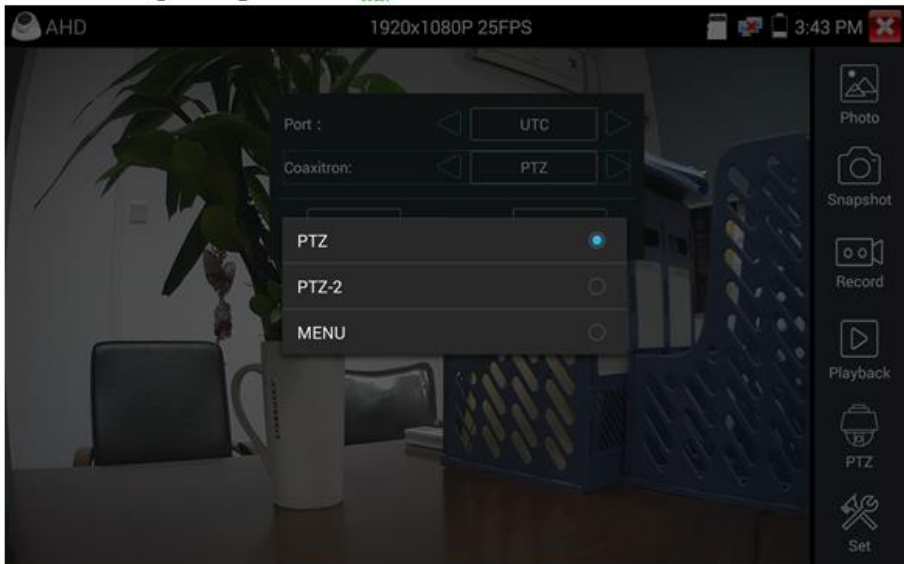 AHD 1920x1080P 25FPS 3:43 PM
Port : UTC
Coaxitron: PTZ
PTZ
PTZ-2
MENU
Photo
Snapshot
Record
Playback
PTZ
Set